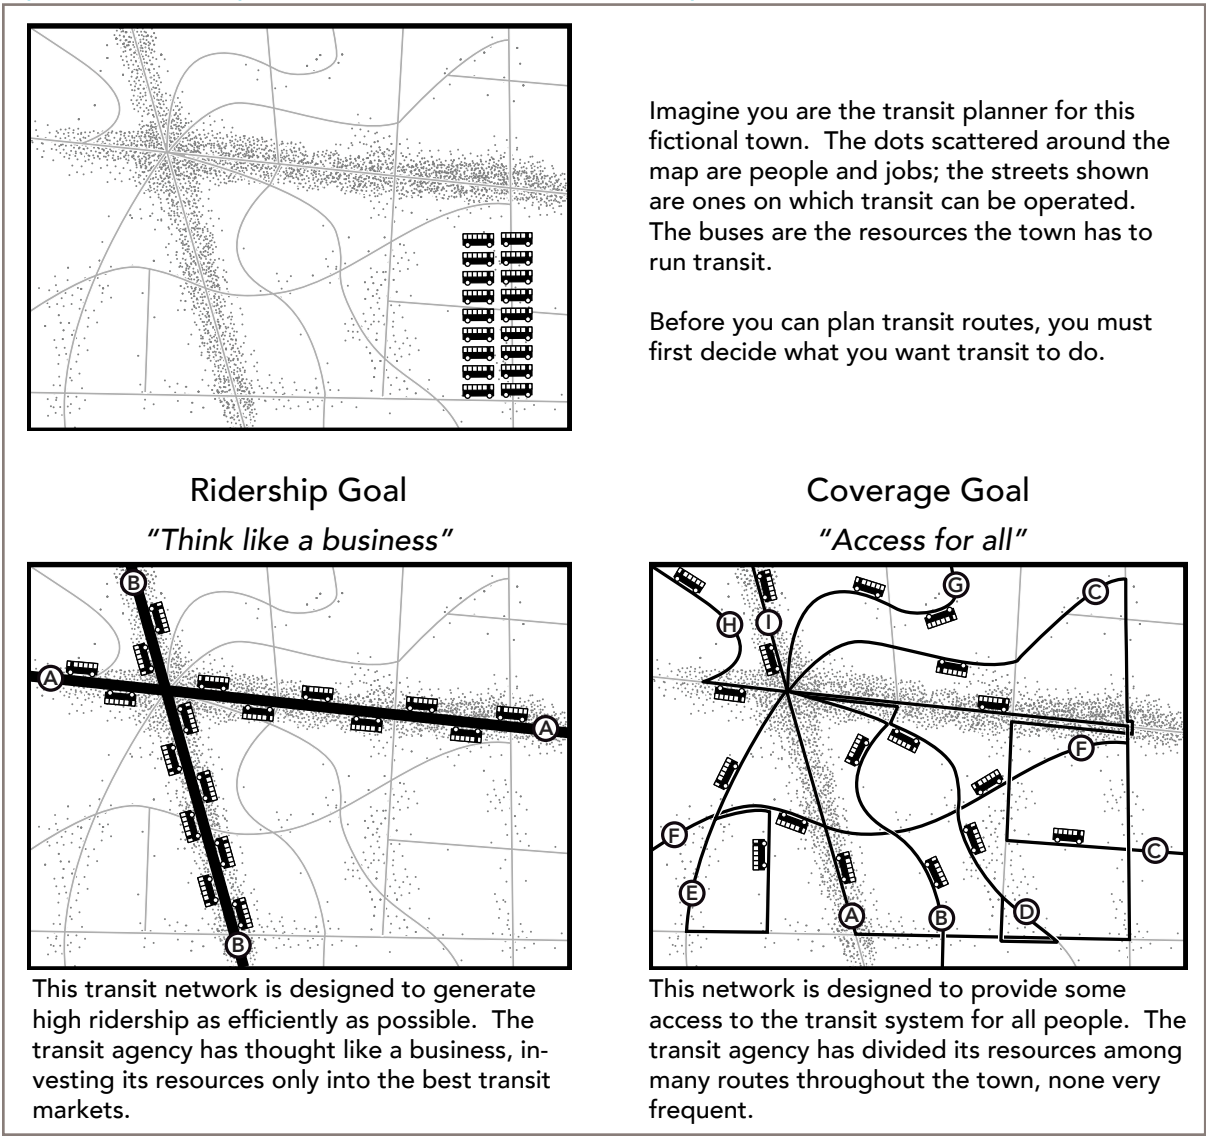 Imagine you are the transit planner for this
fictional town.  The dots scattered around the
map are people and jobs; the streets shown
are ones on which transit can be operated.
The buses are the resources the town has to
run transit.
Before you can plan transit routes, you must
first decide what you want transit to do.
Ridership Goal
"Think like a business"
B
A
A
B
This transit network is designed to generate
high ridership as efficiently as possible.  The
transit agency has thought like a business, in-
vesting its resources only into the best transit
markets.
Coverage Goal
"Access for all"
G
C
H
I
F
F
C
E
A
B
D
This network is designed to provide some
access to the transit system for all people.  The
transit agency has divided its resources among
many routes throughout the town, none very
frequent.